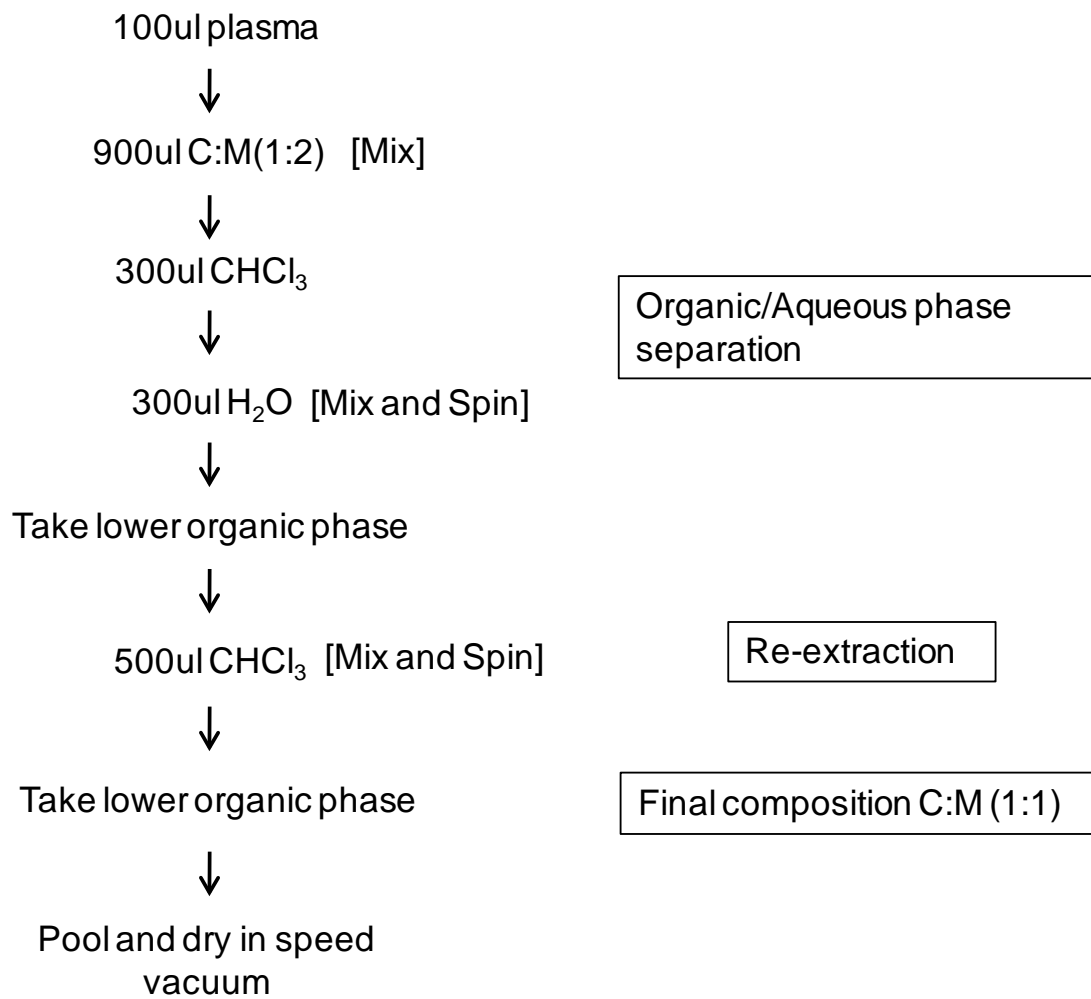 100ul plasma
900ul C:M(1:2) [Mix]
300ul CHCl₃
Organic/Aqueous phase
separation
300ul H₂O [Mix and Spin]
Take lower organic phase
500ul CHCl₃ [Mix and Spin]
Re-extraction
Take lower organic phase
Final composition C:M (1:1)
Pool and dry in speed
vacuum